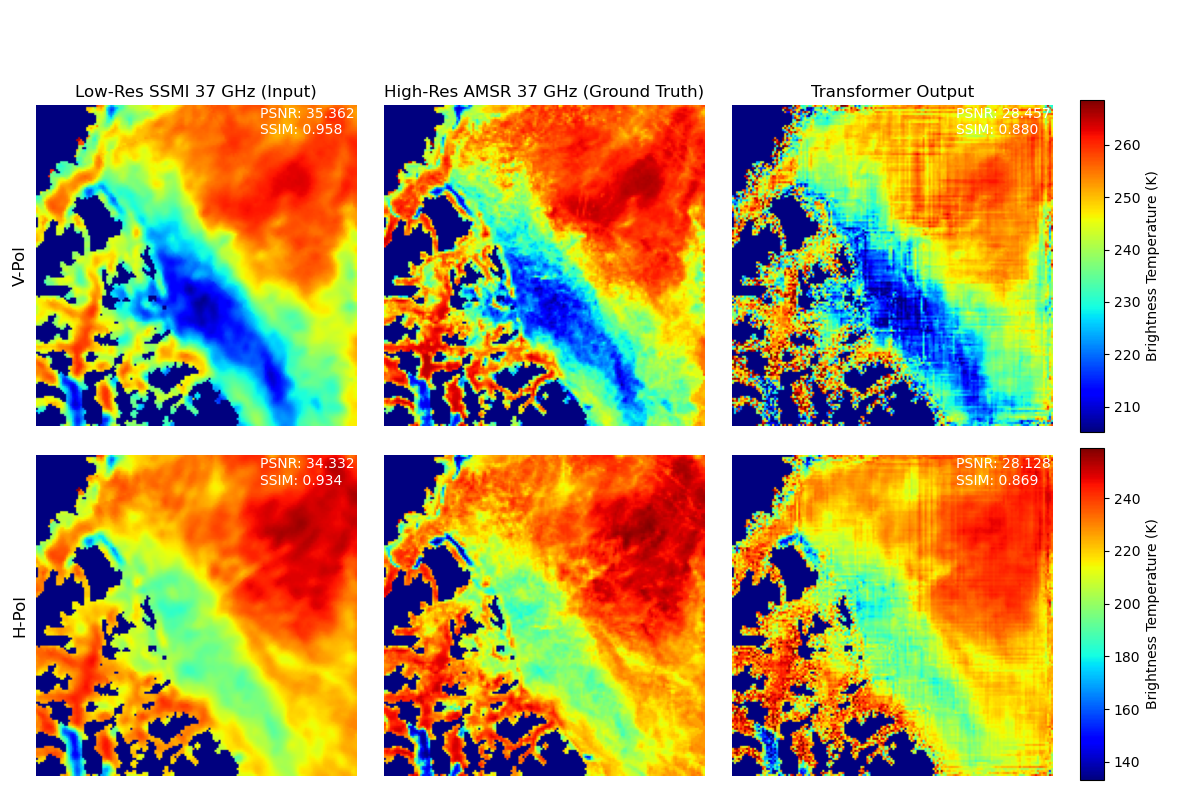 Low-Res SSMI 37 GHz (Input)
High-Res AMSR 37 GHz (Ground Truth)
Transformer Output
PSNR: 35.362
SSIM: 0.958
PSNR: 28.457
SSIM: 0.880
V-Pol
260
250
240
230
220
210
Brightness Temperature (K)
PSNR: 34.332
SSIM: 0.934
PSNR: 28.128
SSIM: 0.869
H-Pol
240
220
200
180
160
140
Brightness Temperature (K)